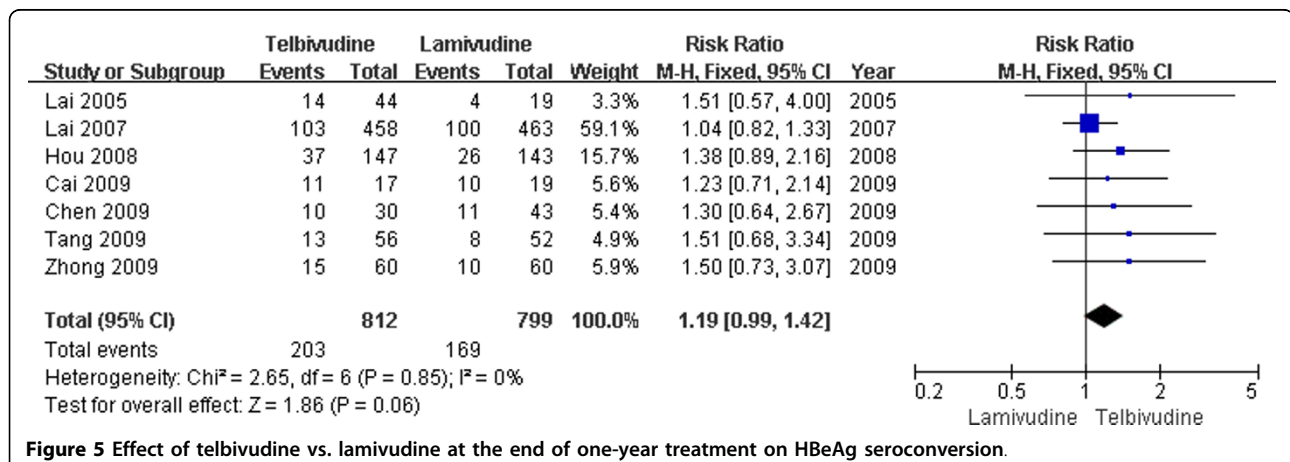 Telbivudine Lamivudine Risk Ratio Risk Ratio
Study or Subgroup Events Total Events Total Weight M-H, Fixed, 95% CI Year M-H, Fixed, 95% CI
Lai 2005 14 44 4 19 3.3% 1.51 [0.57, 4.00] 2005
Lai 2007 103 458 100 463 59.1% 1.04 [0.82, 1.33] 2007
Hou 2008 37 147 26 143 15.7% 1.38 [0.89, 2.16] 2008
Cai 2009 11 17 10 19 5.6% 1.23 [0.71, 2.14] 2009
Chen 2009 10 30 11 43 5.4% 1.30 [0.64, 2.67] 2009
Tang 2009 13 56 8 52 4.9% 1.51 [0.68, 3.34] 2009
Zhong 2009 15 60 10 60 5.9% 1.50 [0.73, 3.07] 2009
Total (95% CI) 812 799 100.0% 1.19 [0.99, 1.42]
Total events 203 169
Heterogeneity: Chi² = 2.65, df = 6 (P = 0.85); I² = 0%
Test for overall effect: Z = 1.86 (P = 0.06)
0.2 0.5 1 2 5
Lamivudine Telbivudine
Figure 5 Effect of telbivudine vs. lamivudine at the end of one-year treatment on HBeAg seroconversion.